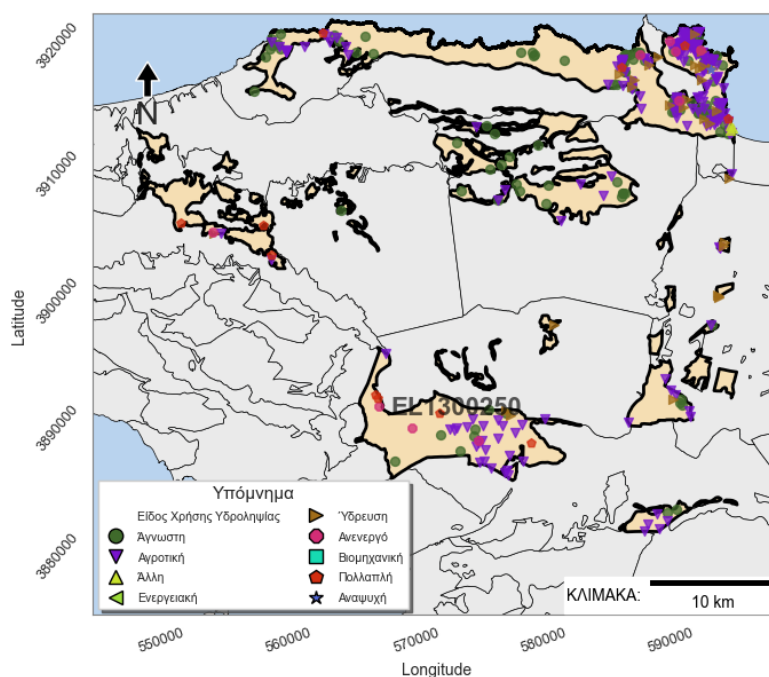 3920000
3910000
3900000
3890000
3880000
Latitude
N
EL1300250
Υπόμνημα
Είδος Χρήσης Υδροληψίας
Άγνωστη
Αγροτική
Άλλη
Ενεργειακή
Ύδρευση
Ανενεργό
Βιομηχανική
Πολλαπλή
Αναψυχή
ΚΛΙΜΑΚΑ:
10 km
550000
560000
570000
580000
590000
Longitude